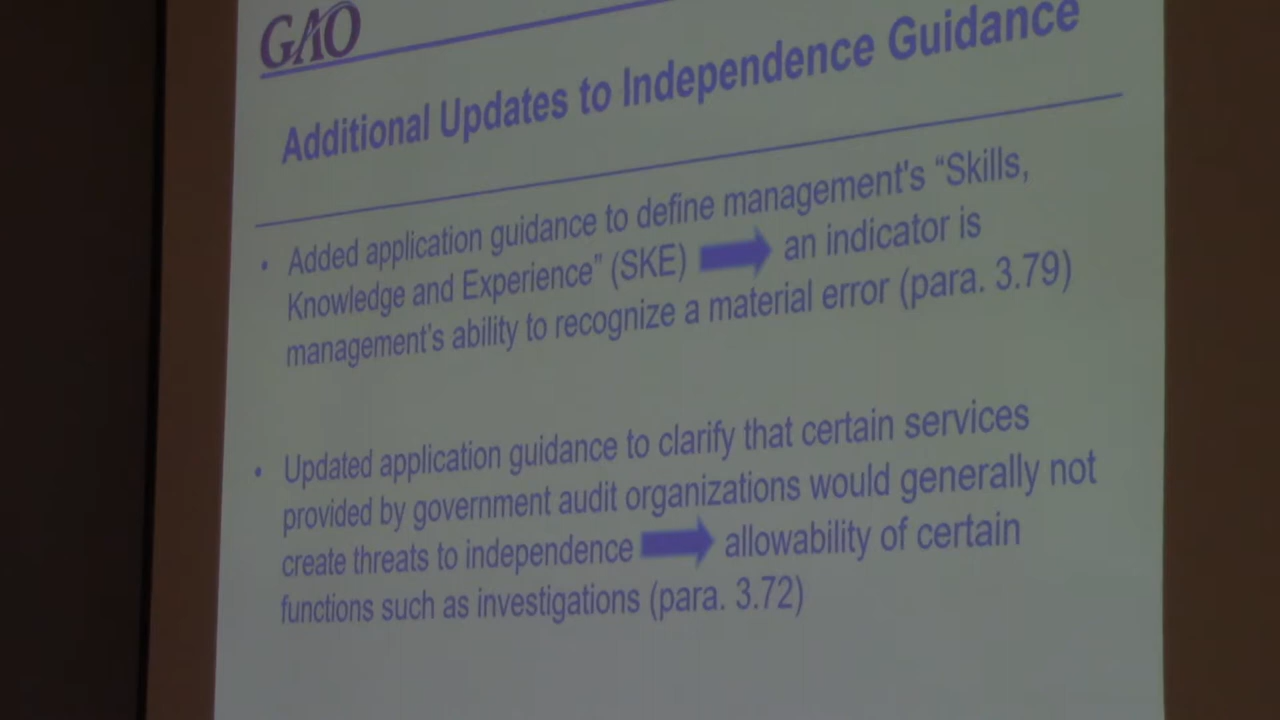 GAO
Additional Updates to Independence Guidance
• Added application guidance to define management's “Skills,
Knowledge and Experience” (SKE) an indicator is
management's ability to recognize a material error (para. 3.79)
• Updated application guidance to clarify that certain services
provided by government audit organizations would generally not
create threats to independence allowability of certain
functions such as investigations (para. 3.72)